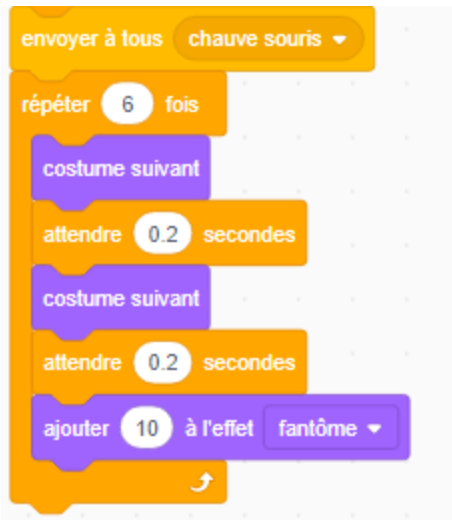 envoyer à tous chauve souris
répéter 6 fois
costume suivant
attendre 0.2 secondes
costume suivant
attendre 0.2 secondes
ajouter 10 à l'effet fantôme